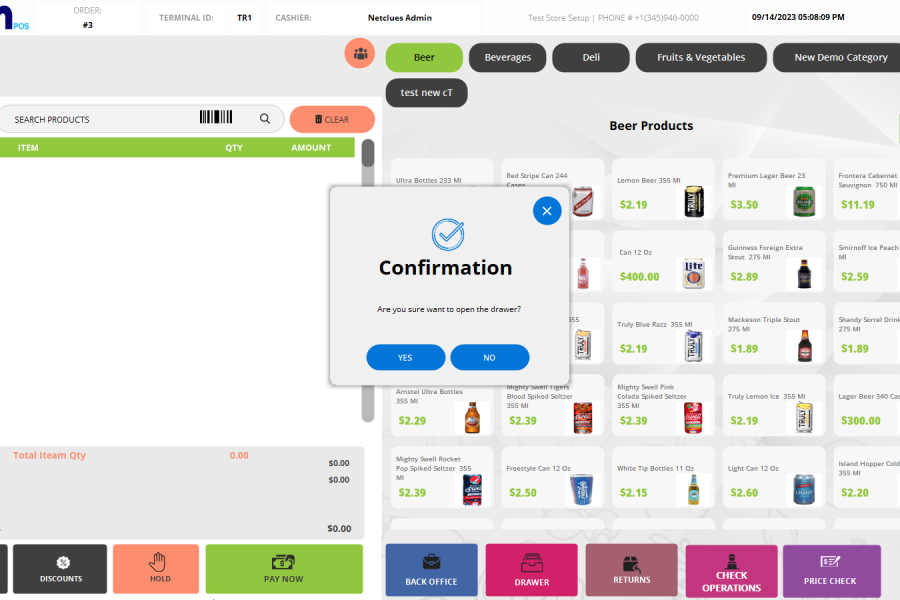 POS
ORDER:
#3
TERMINAL ID:
TR1
CASHIER:
Netclues Admin
Test Store Setup | PHONE # +1(345)946-0000
09/14/2023 05:08:09 PM
Beer
Beverages
Deli
Fruits & Vegetables
New Demo Category
test new cT
SEARCH PRODUCTS
CLEAR
Beer Products
ITEM
QTY
AMOUNT
Ultra Bottles 233 Ml
Red Stripe Can 244
Cases
Lemon Beer 355 Ml
$2.19
Premium Lager Beer 23
Ml
$3.50
Frontera Cabernet
Sauvignon 750 Ml
$11.19
Can 12 Oz
$400.00
Guinness Foreign Extra
Stout 275 Ml
$2.89
Smirnoff Ice Peach
Ml
$2.59
355
Truly Blue Razz 355 Ml
$2.19
Mackeson Triple Stout
275 Ml
$1.89
Shandy Sorrel Drink
275 Ml
$1.89
Confirmation
Are you sure want to open the drawer?
YES
NO
Amstel Ultra Bottles
355 Ml
$2.29
Mighty Swell Tigers
Blood Spiked Seltzer
355 Ml
$2.39
Mighty Swell Pink
Colada Spiked Seltzer
355 Ml
$2.39
Truly Lemon Ice 355 Ml
$2.19
Lager Beer 340 Cas
$300.00
Mighty Swell Rocket
Pop Spiked Seltzer 355
Ml
$2.39
Freestyle Can 12 Oz
$2.50
White Tip Bottles 11 Oz
$2.15
Light Can 12 Oz
$2.60
Island Hopper Cold
355 Ml
$2.20
Total Iteam Qty
0.00
$0.00
$0.00
$0.00
DISCOUNTS
HOLD
PAY NOW
BACK OFFICE
DRAWER
RETURNS
CHECK
OPERATIONS
PRICE CHECK